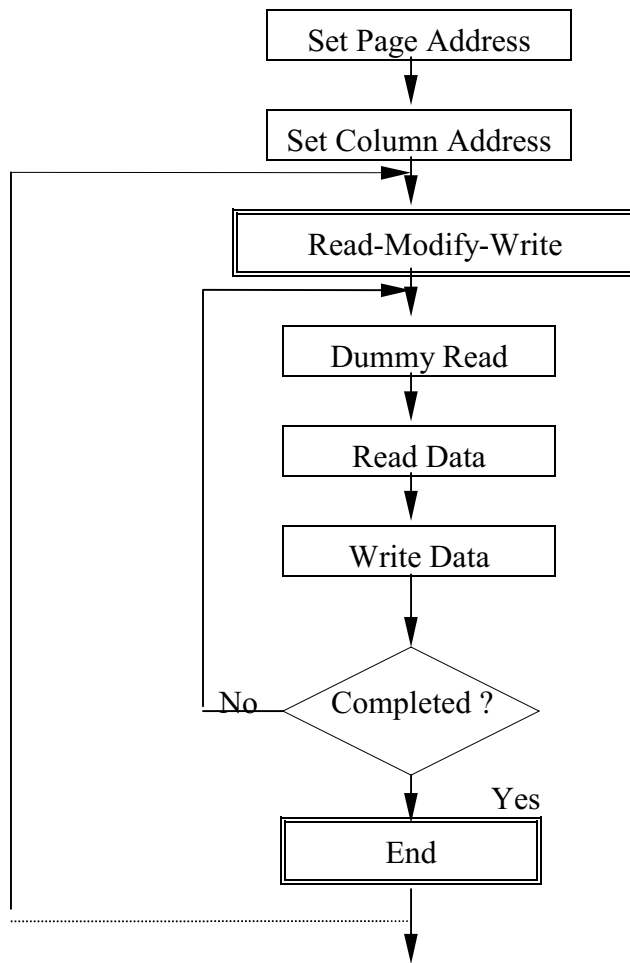 Set Page Address
Set Column Address
Read-Modify-Write
Dummy Read
Read Data
Write Data
Completed ?
No
Yes
End